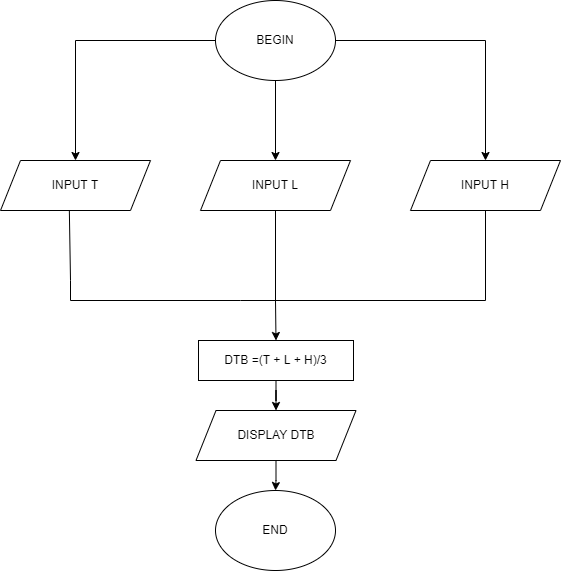 BEGIN
INPUT T
INPUT L
INPUT H
DTB =(T + L + H)/3
DISPLAY DTB
END